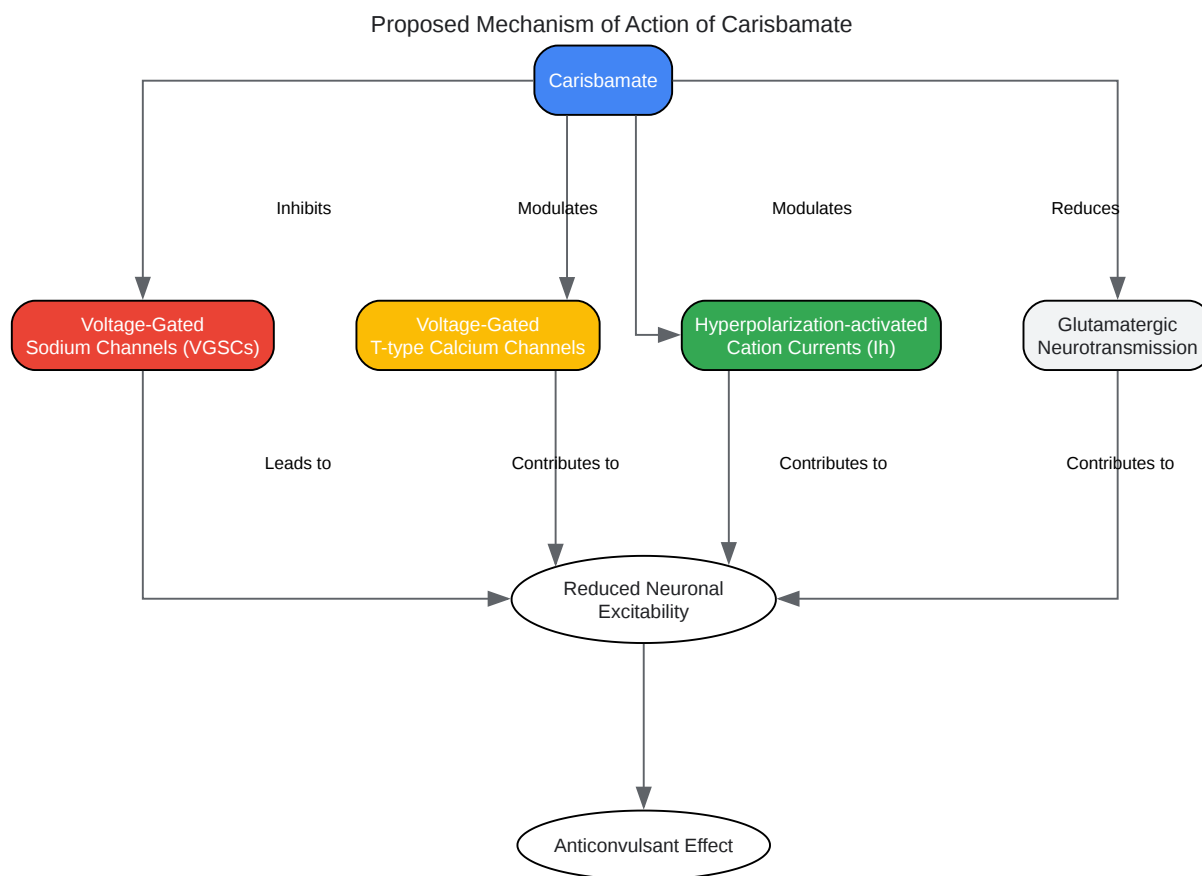 Proposed Mechanism of Action of Carisbamate
Carisbamate
Inhibits
Modulates
Modulates
Reduces
Voltage-Gated
Sodium Channels (VGSCs)
Voltage-Gated
T-type Calcium Channels
Hyperpolarization-activated
Cation Currents (Ih)
Glutamatergic
Neurotransmission
Leads to
Contributes to
Contributes to
Contributes to
Reduced Neuronal
Excitability
Anticonvulsant Effect